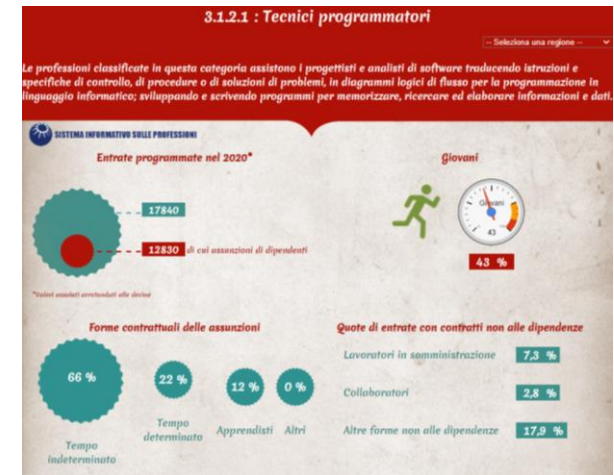 3.1.2.1 : Tecnici programmatori
-- Seleziona una regione --
Le professioni classificate in questa categoria assistono i progettisti e analisti di software traducendo istruzioni e
specifiche di controllo, di procedure o di soluzioni di problemi, in diagrammi logici di flusso per la programmazione in
linguaggio informatico; sviluppando e scrivendo programmi per memorizzare, ricercare ed elaborare informazioni e dati.
SISTEMA INFORMATIVO SULLE PROFESSIONI
Entrate programmate nel 2020*
17840
12830 di cui assunzioni di dipendenti
*Valori assoluti arrotondati alle decine
Giovani
Giovani
43
43 %
Forme contrattuali delle assunzioni
66 %
22 %
12 %
0 %
Tempo
indeterminato
Tempo
determinato
Apprendisti
Altri
Quote di entrate con contratti non alle dipendenze
Lavoratori in somministrazione 7,3 %
Collaboratori 2,8 %
Altre forme non alle dipendenze 17,9 %